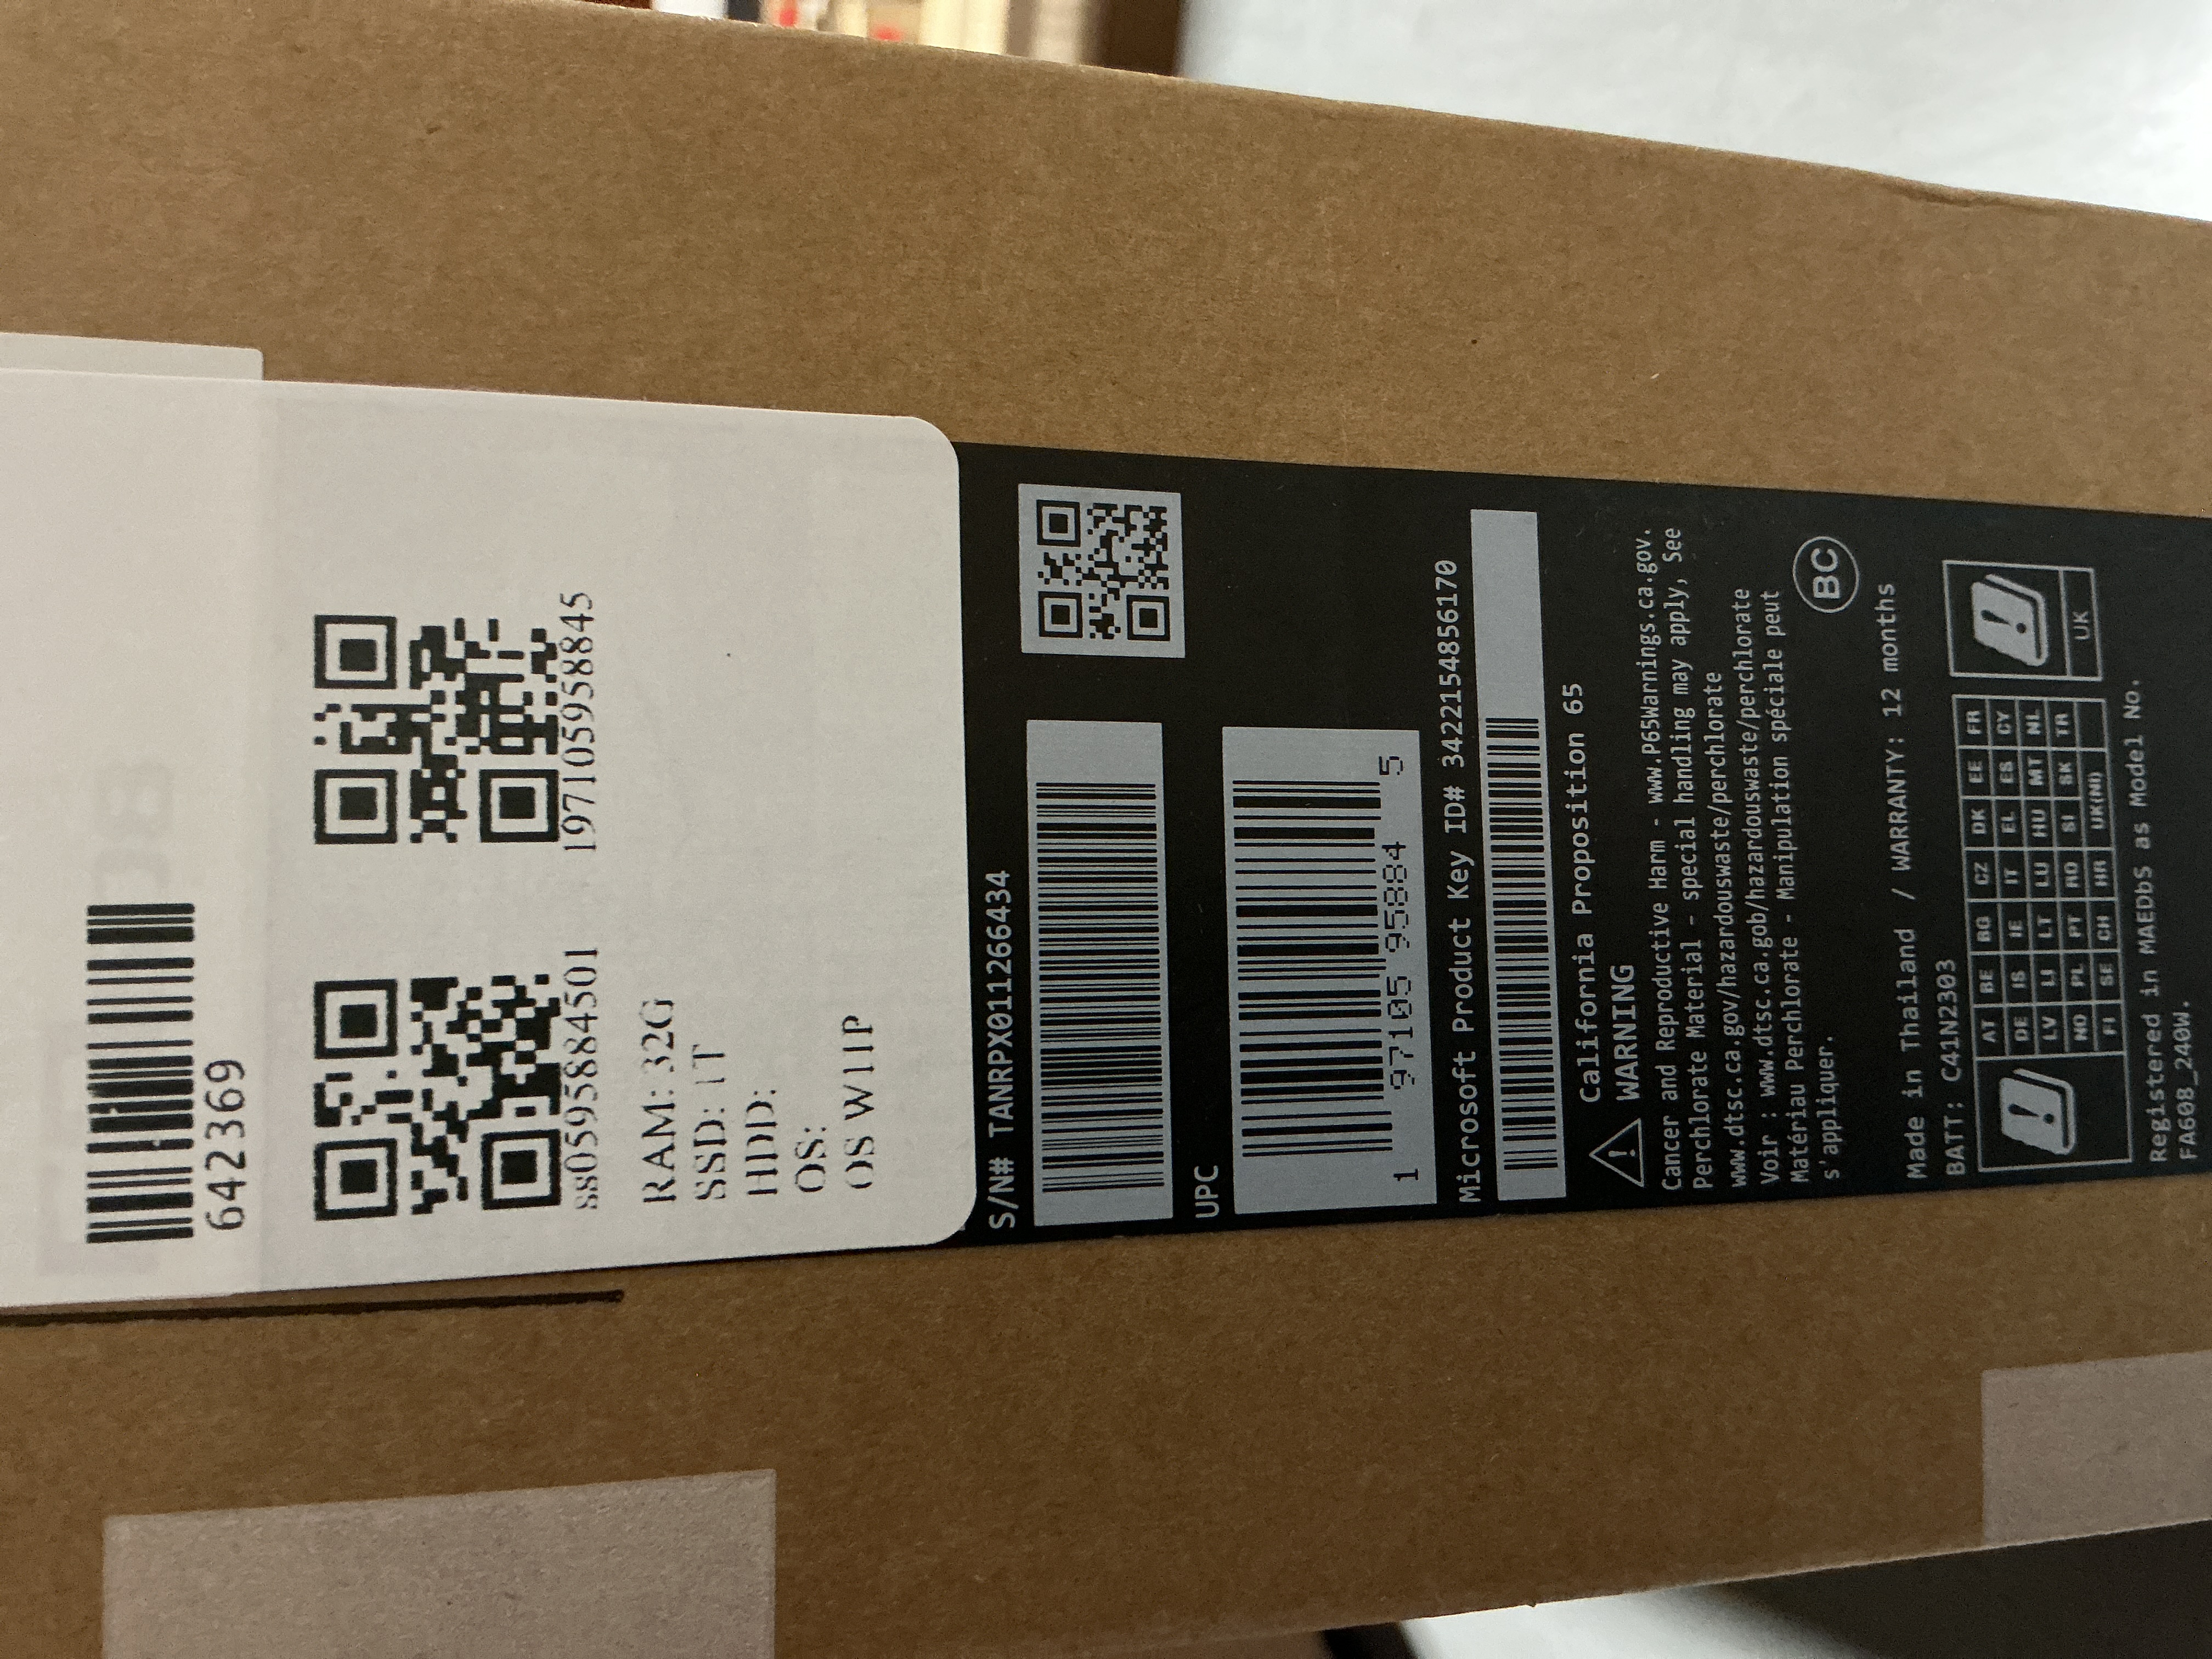 6422369
ss0595884501
197105958845
RAM: 32G
SSD: 1T
HDD:
OS:
OS W11P
S/N# TANRPX011266434
UPC
1 97105 95884 5
Microsoft Product Key ID# 3422154856170
California Proposition 65
WARNING
Cancer and Reproductive Harm - www.P65Warnings.ca.gov.
Perchlorate Material - special handling may apply, See
www.dtsc.ca.gov/hazardouswaste/perchlorate
Voir : www.dtsc.ca.gob/hazardouswaste/perchlorate
Matériau Perchlorate - Manipulation spéciale peut
s'appliquer.
BC
Made in Thailand / WARRANTY: 12 months
BATT: C41N2303
AT BE BG CZ DK EE FR
DE IS IE IT EL ES CY
LV LI LT LU HU MT NL
NO PL PT RO SI SK TR
FI SE CH HR UK(NI)
UK
Registered in MAEDbS as Model No.
FA608_240W.